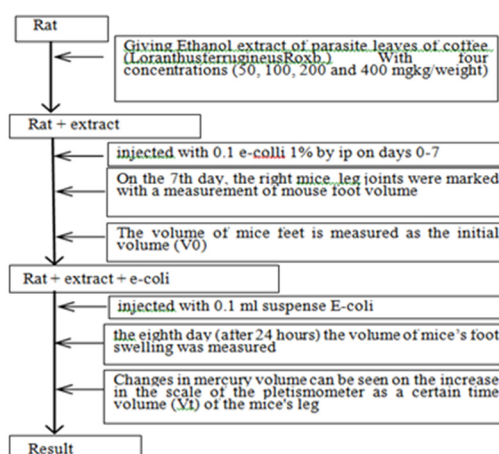 Rat
Giving Ethanol extract of parasite leaves of coffee
(LoranthusferrugineusRoxb.) With four
concentrations (50, 100, 200 and 400 mgkg/weight)
Rat + extract
injected with 0.1 e-colli 1% by ip on days 0-7
On the 7th day, the right mice leg joints were marked
with a measurement of mouse foot volume
The volume of mice feet is measured as the initial
volume (V0)
Rat + extract + e-coli
injected with 0.1 ml suspense E-coli
the eighth day (after 24 hours) the volume of mice's foot
swelling was measured
Changes in mercury volume can be seen on the increase
in the scale of the pletismometer as a certain time
volume (Vt) of the mice's leg
Result